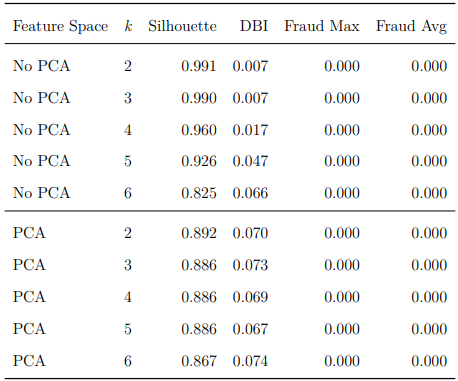 Feature Space k Silhouette DBI Fraud Max Fraud Avg
No PCA 2 0.991 0.007 0.000 0.000
No PCA 3 0.990 0.007 0.000 0.000
No PCA 4 0.960 0.017 0.000 0.000
No PCA 5 0.926 0.047 0.000 0.000
No PCA 6 0.825 0.066 0.000 0.000
PCA 2 0.892 0.070 0.000 0.000
PCA 3 0.886 0.073 0.000 0.000
PCA 4 0.886 0.069 0.000 0.000
PCA 5 0.886 0.067 0.000 0.000
PCA 6 0.867 0.074 0.000 0.000